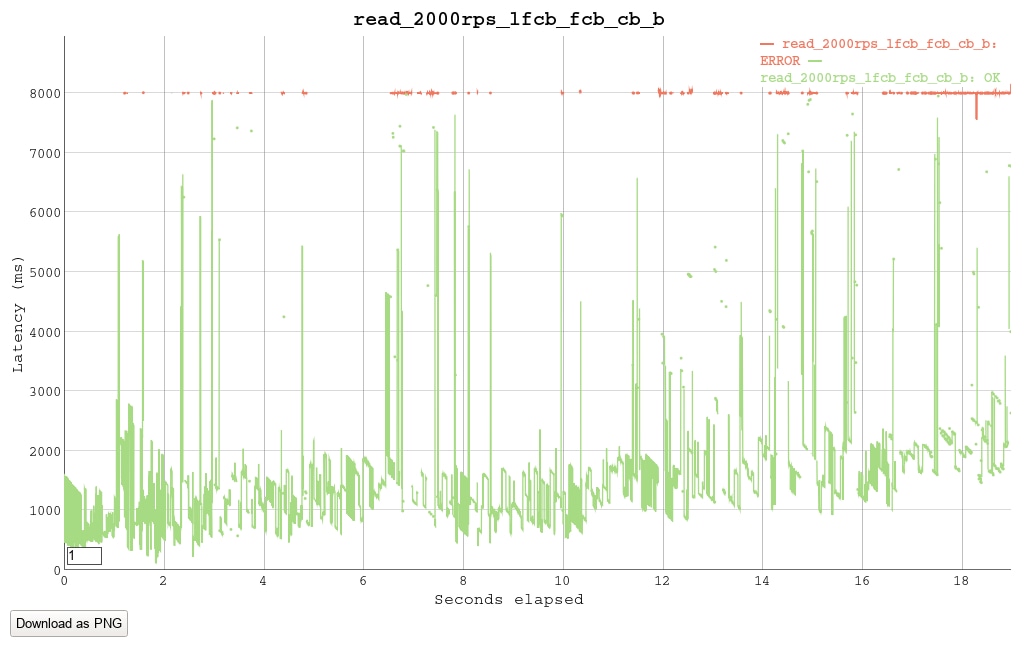 read_2000rps_lfcb_fcb_cb_b
read_2000rps_lfcb_fcb_cb_b:
ERROR
read_2000rps_lfcb_fcb_cb_b: OK
8000
7000
6000
5000
4000
3000
2000
1000
0
Latency (ms)
1
0 2 4 6 8 10 12 14 16 18
Seconds elapsed
Download as PNG